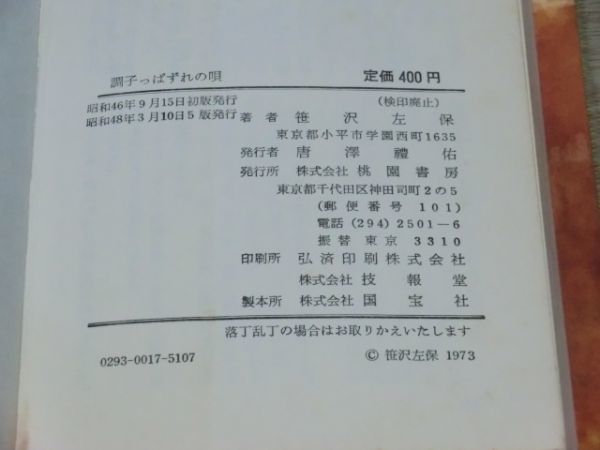 調子っぱずれの唄
定価400円
昭和46年9月15日初版発行
昭和48年3月10日5版発行
(検印廃止)
著者 笹沢左保
東京都小平市学園西町1635
発行者 唐澤禮佑
発行所 株式会社 桃園書房
東京都千代田区神田司町2の5
(郵便番号 101)
電話 (294) 2501-6
振替 東京 3310
印刷所 弘済印刷株式会社
株式会社 技報堂
製本所 株式会社 国宝社
落丁乱丁の場合はお取りかえいたします
0293-0017-5107
© 笹沢左保 1973